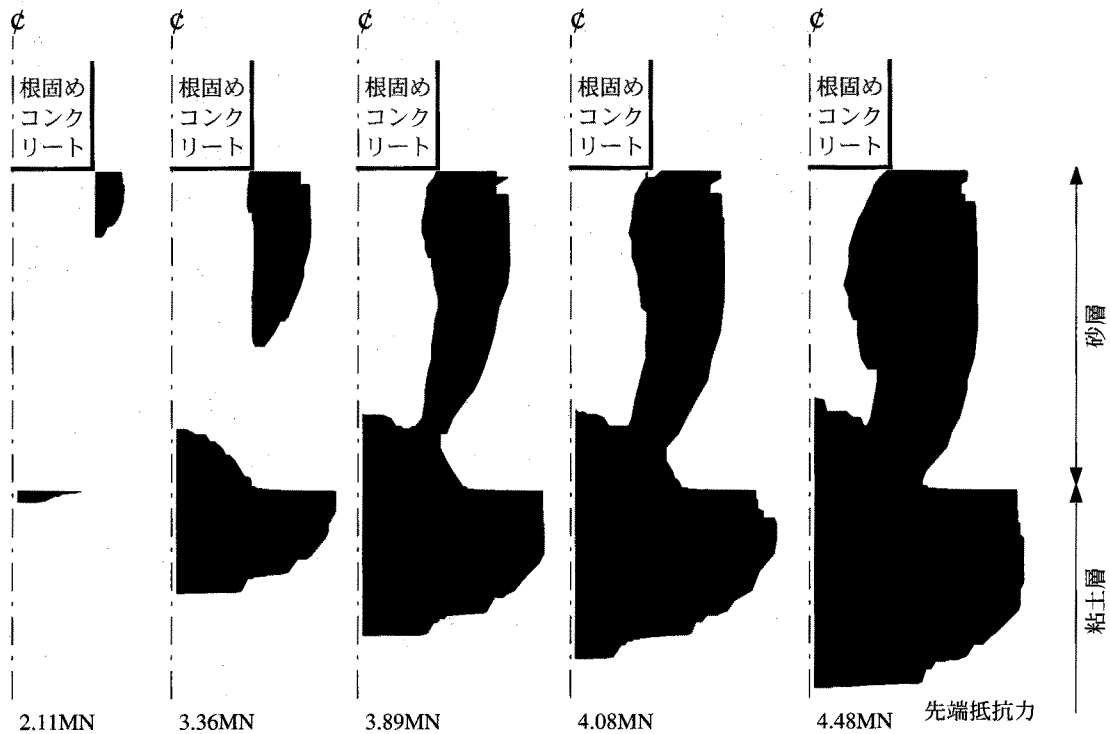 ¢
¢
¢
¢
¢
根固め
コンク
リート
根固め
コンク
リート
根固め
コンク
リート
根固め
コンク
リート
根固め
コンク
リート
砂層
粘土層
2.11MN
3.36MN
3.89MN
4.08MN
4.48MN
先端抵抗力